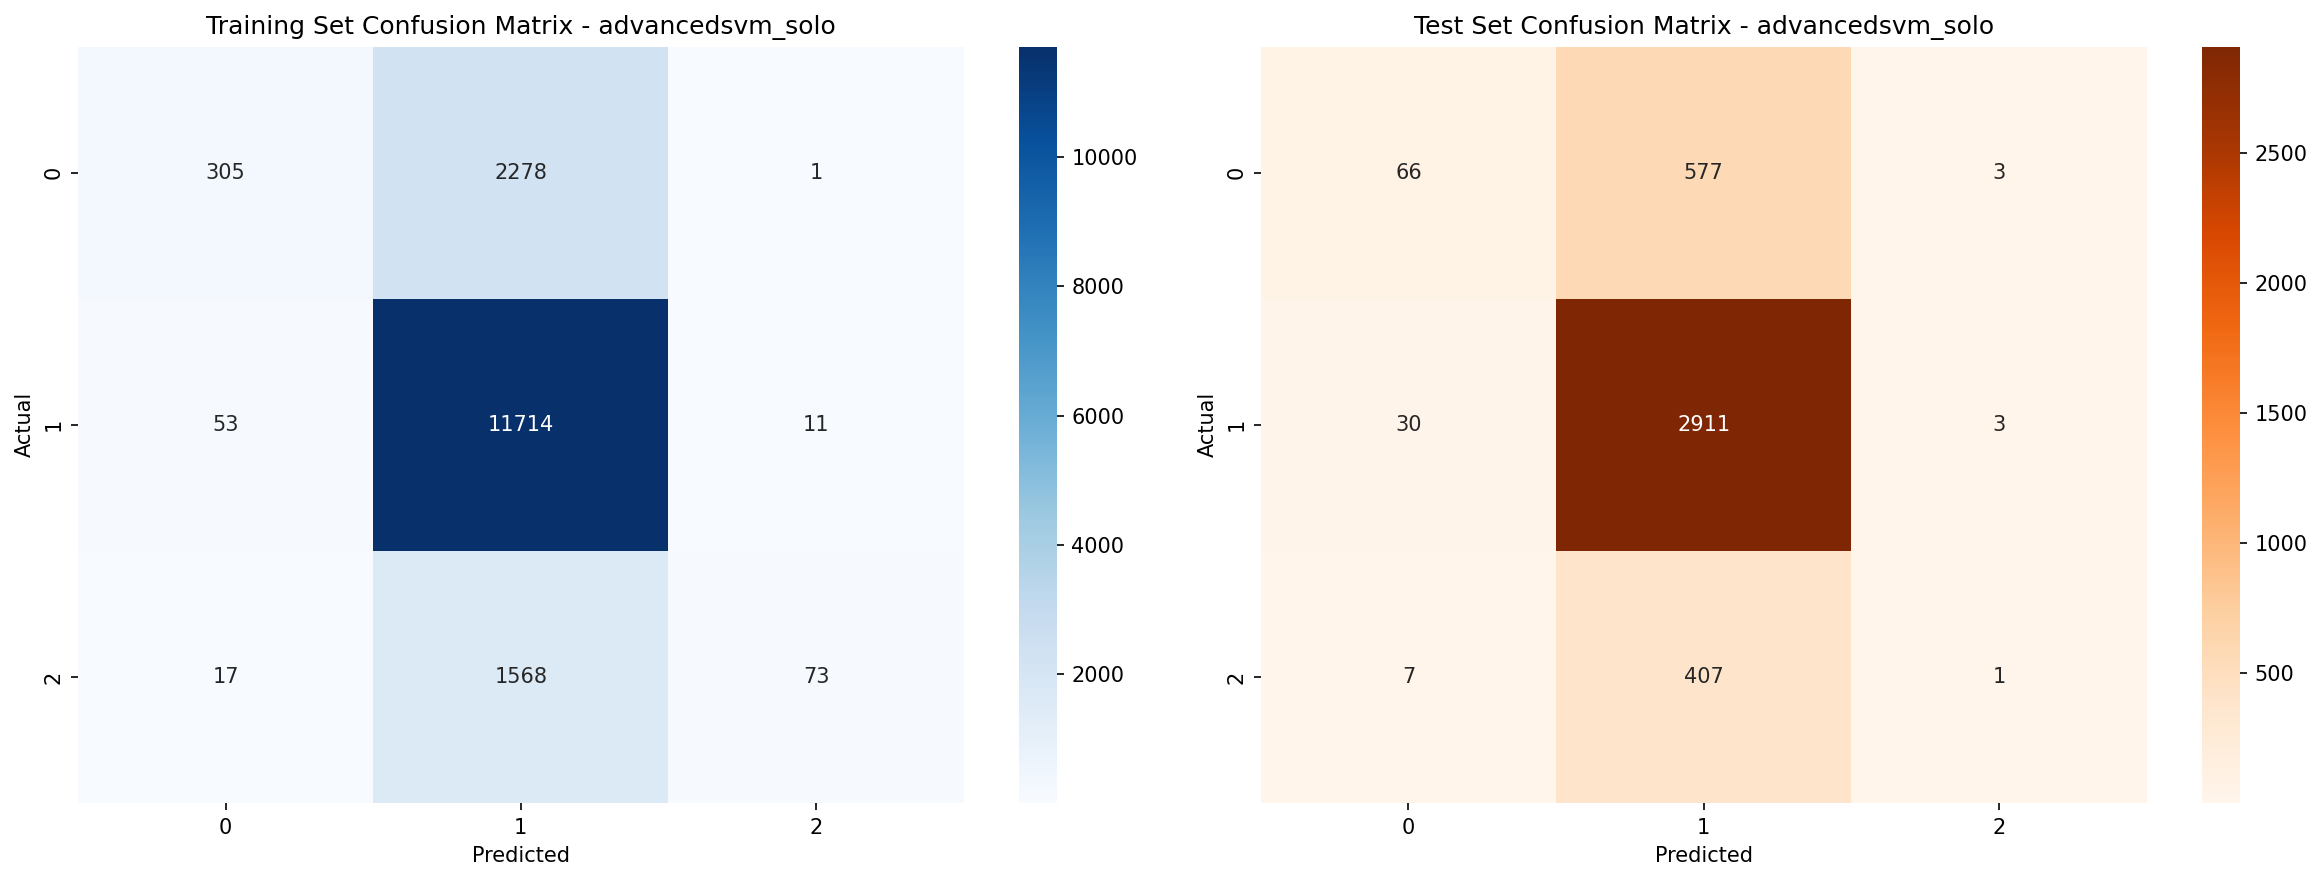 Training Set Confusion Matrix - advancedsvm_solo
305 2278 1
53 11714 11
17 1568 73
0
1
2
Actual
0 1 2
Predicted
10000
8000
6000
4000
2000
Test Set Confusion Matrix - advancedsvm_solo
66 577 3
30 2911 3
7 407 1
0
1
2
Actual
0 1 2
Predicted
2500
2000
1500
1000
500